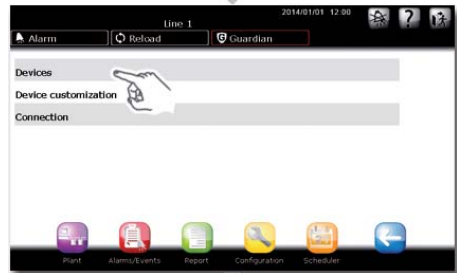 2014/01/01 12:00
Line 1
Alarm
Reload
Guardian
?
Devices
Device customization
Connection
Plant
Alarms/Events
Report
Configuration
Scheduler